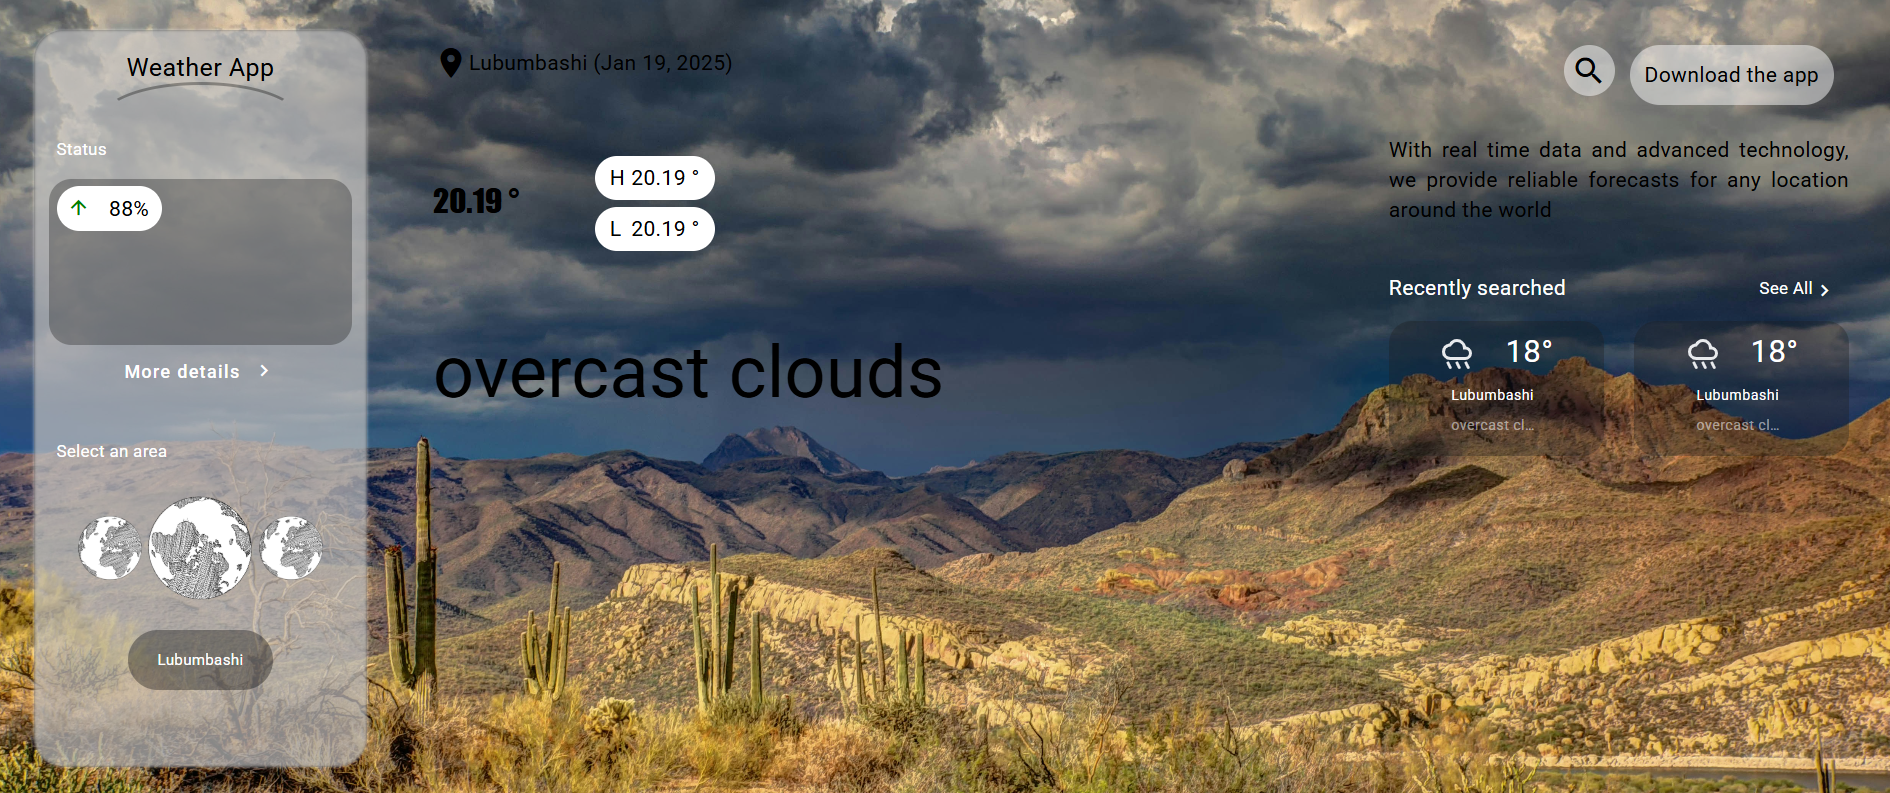 Weather App
Status
88%
More details
Select an area
Lubumbashi
Lubumbashi (Jan 19, 2025)
20.19 °
H 20.19 °
L 20.19 °
overcast clouds
Download the app
With real time data and advanced technology,
we provide reliable forecasts for any location
around the world
Recently searched
See All
18°
Lubumbashi
overcast cl...
18°
Lubumbashi
overcast cl...